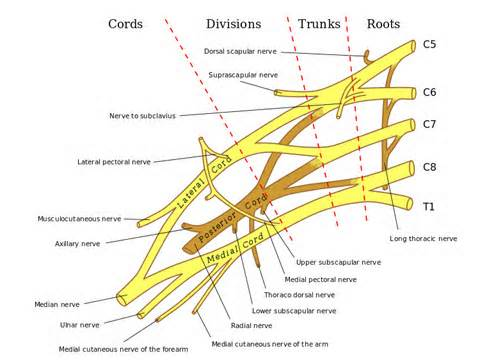 Cords
Divisions
Trunks
Roots
Dorsal scapular nerve
C5
Suprascapular nerve
C6
Nerve to subclavius
C7
Lateral pectoral nerve
C8
Lateral Cord
T1
Posterior Cord
Musculocutaneous nerve
Axillary nerve
Long thoracic nerve
Medial Cord
Upper subscapular nerve
Medial pectoral nerve
Thoraco dorsal nerve
Median nerve
Lower subscapular nerve
Ulnar nerve
Radial nerve
Medial cutaneous nerve of the arm
Medial cutaneous nerve of the forearm